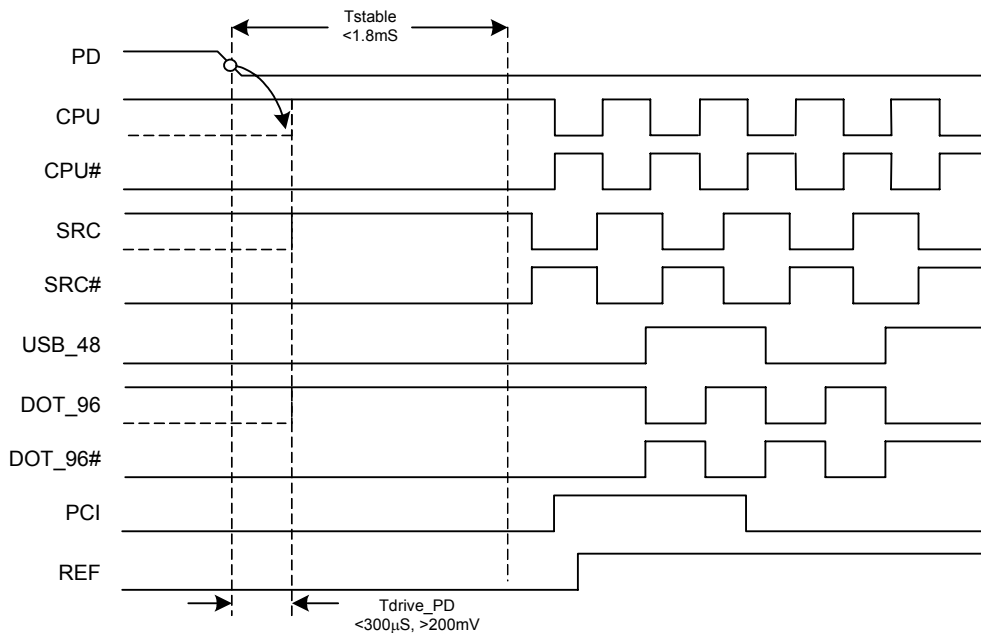 Tstable
<1.8mS
PD
CPU
CPU#
SRC
SRC#
USB_48
DOT_96
DOT_96#
PCI
REF
Tdrive_PD
<300μS, >200mV